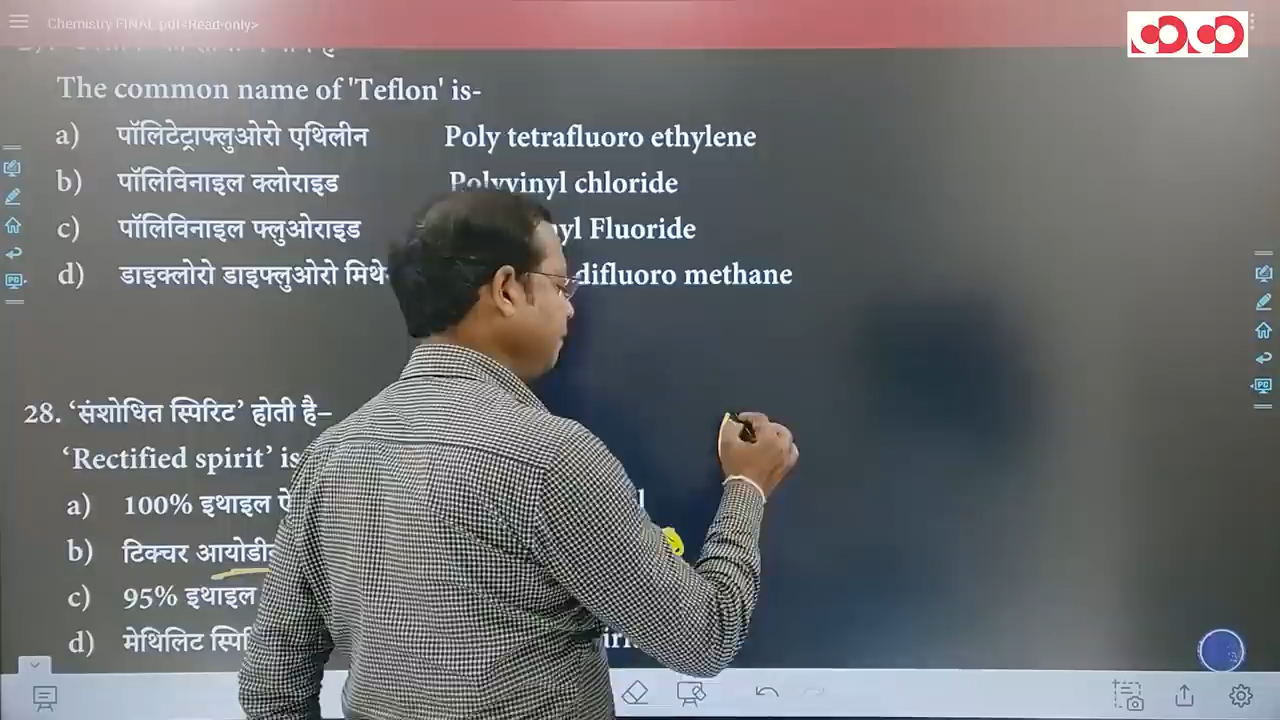 Chemistry FINAL.pdf<Read-only>
The common name of 'Teflon' is-
a) पॉलिटेट्राफ्लुओरो एथिलीन Poly tetrafluoro ethylene
b) पॉलिविनाइल क्लोराइड Polyvinyl chloride
c) पॉलिविनाइल फ्लुओराइड Fluoride
d) डाइक्लोरो डाइफ्लुओरो difluoro methane
28. ‘संशोधित स्पिरिट’ होती है–
‘Rectified spirit’ is
a) 100% इथाइल
b) टिक्चर
c) 95% इथाइल
d) मेथिलिट
PC
PC